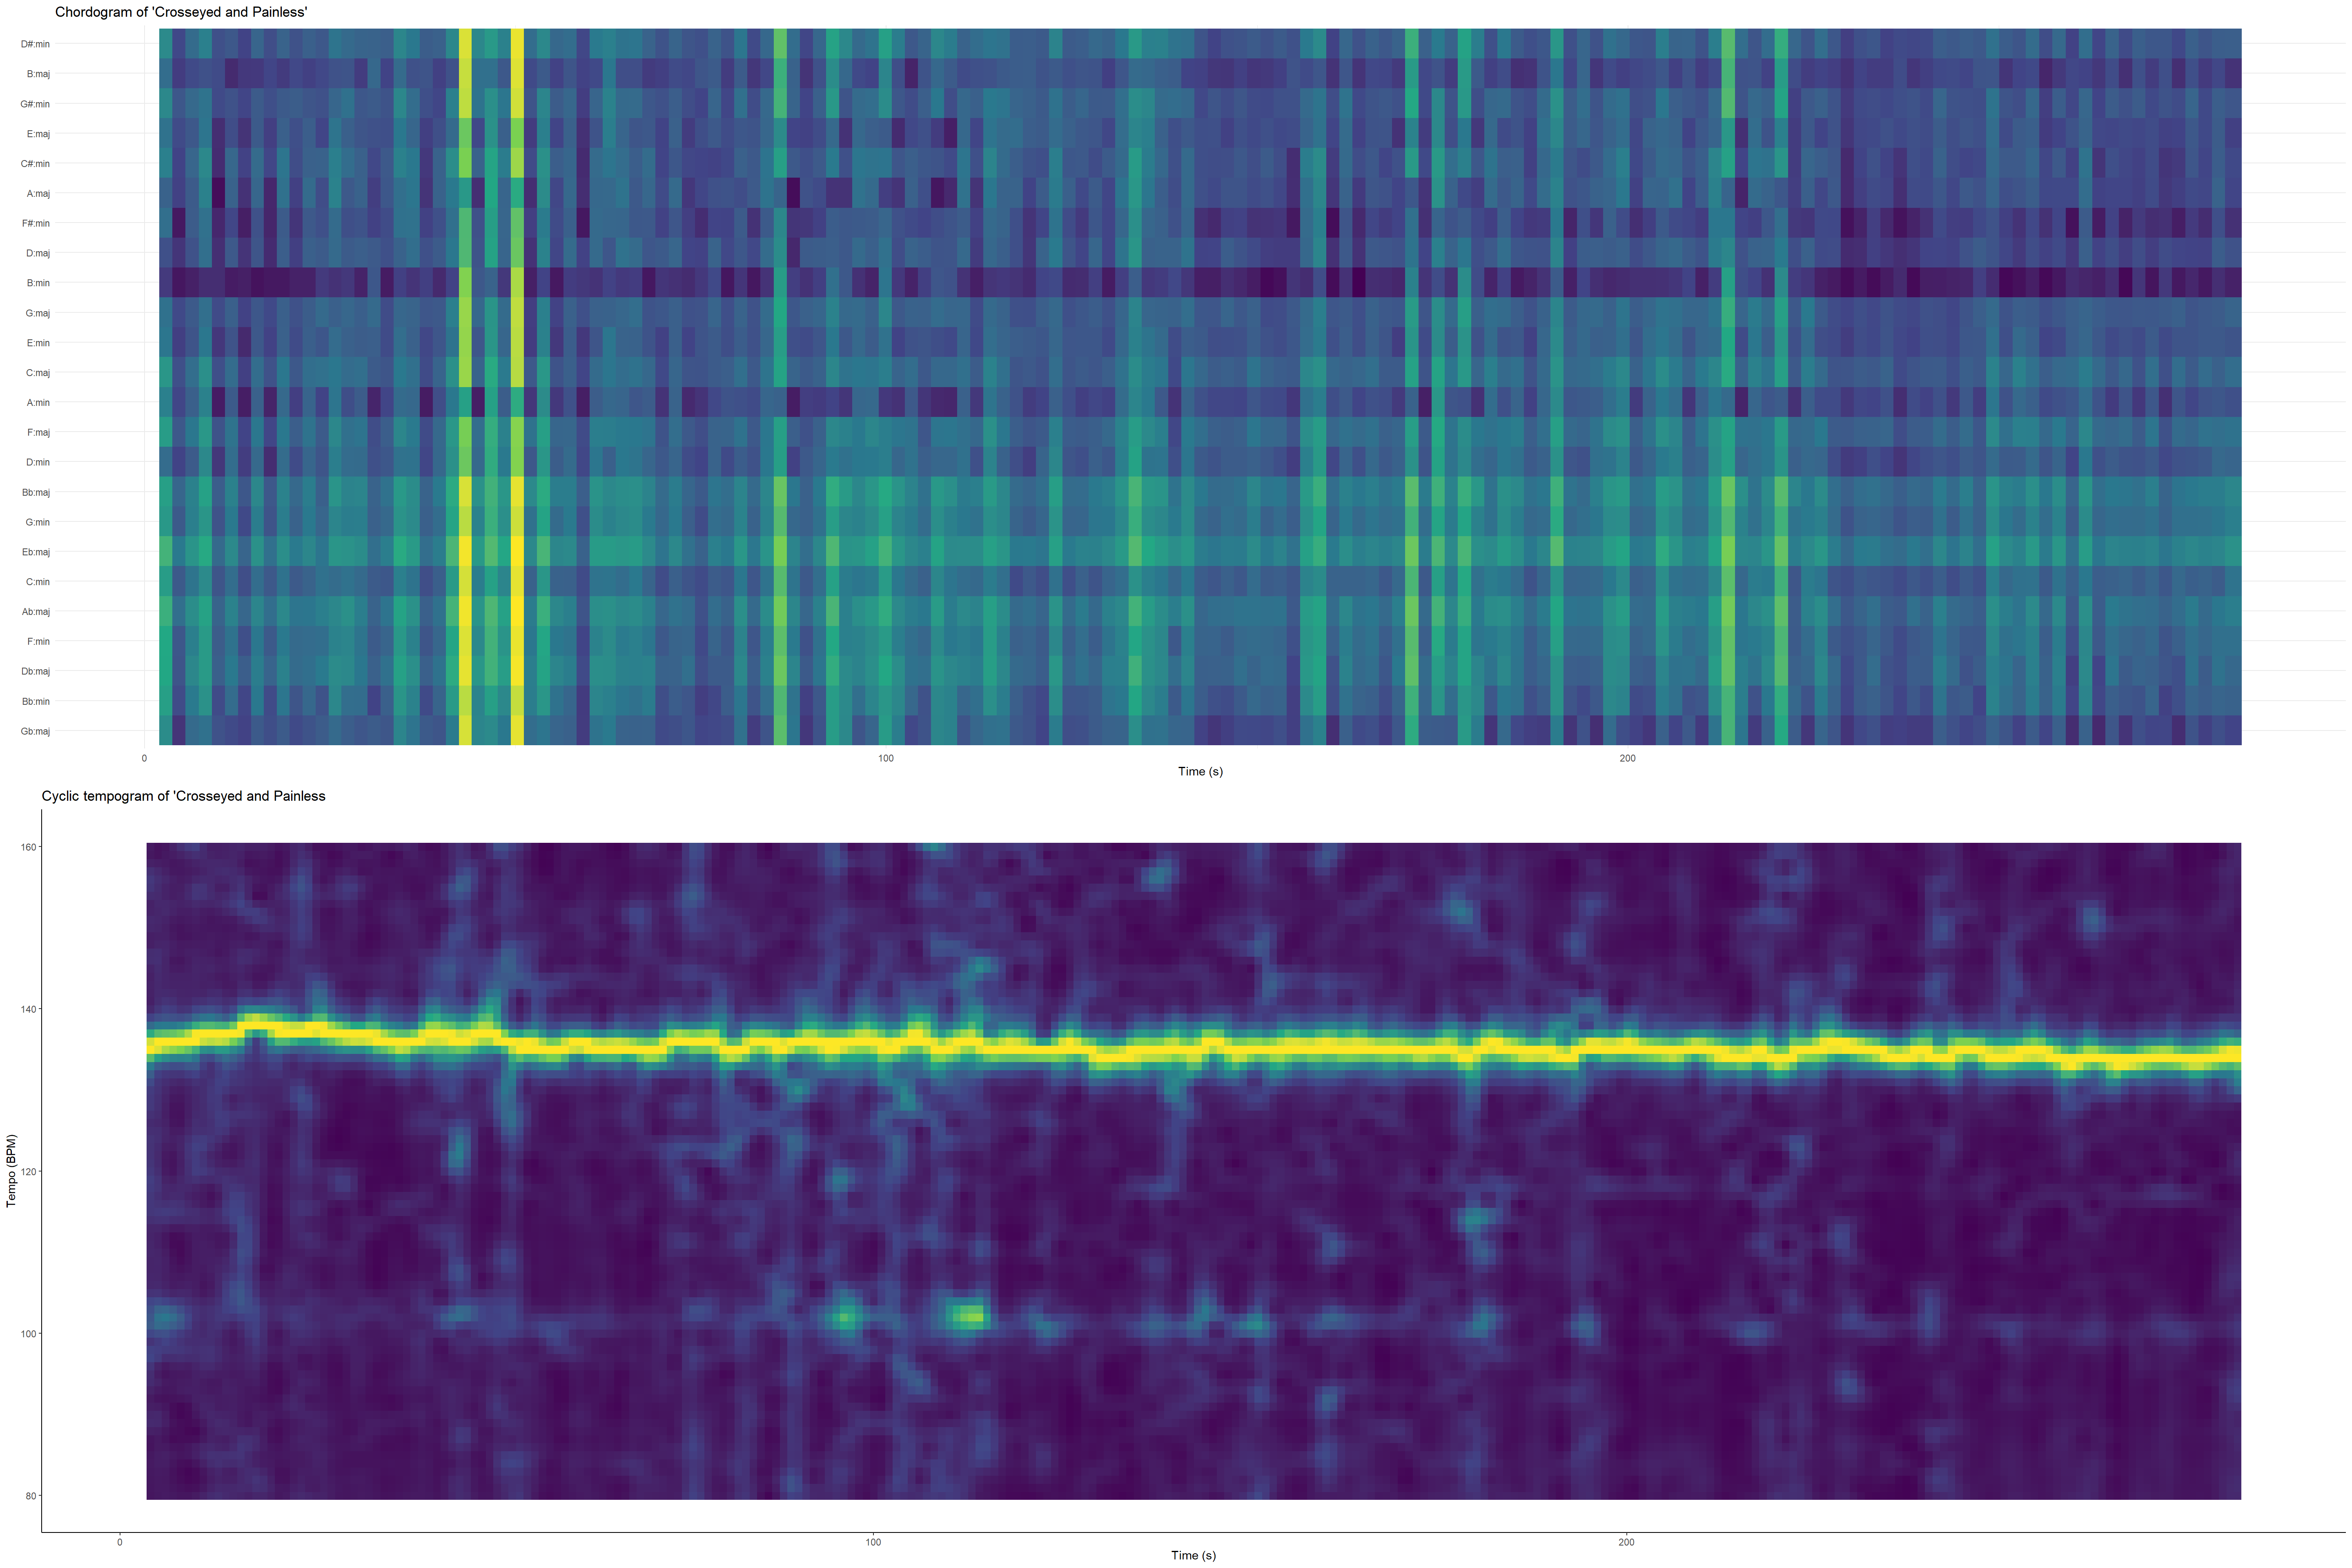 Chordogram of 'Crosseyed and Painless'
D#:min
B:maj
G#:min
E:maj
C#:min
A:maj
F#:min
D:maj
B:min
G:maj
E:min
C:maj
A:min
F:maj
D:min
Bb:maj
G:min
Eb:maj
C:min
Ab:maj
F:min
Db:maj
Bb:min
Gb:maj
0 100 200
Time (s)
Cyclic tempogram of 'Crosseyed and Painless
160
140
120
100
80
Tempo (BPM)
0 100 200
Time (s)